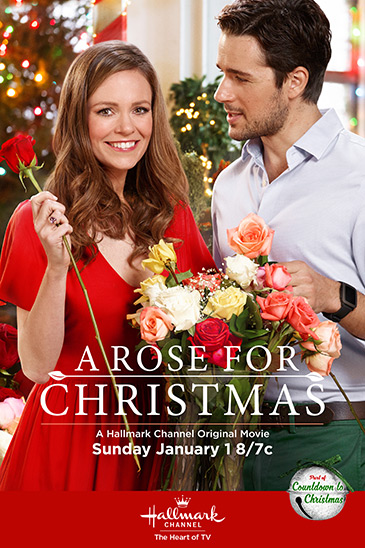 A ROSE FOR
CHRISTMAS
A Hallmark Channel Original Movie
Sunday January 1 8/7c
Part of
Countdown to
Christmas
Hallmark
CHANNEL
The Heart of TV